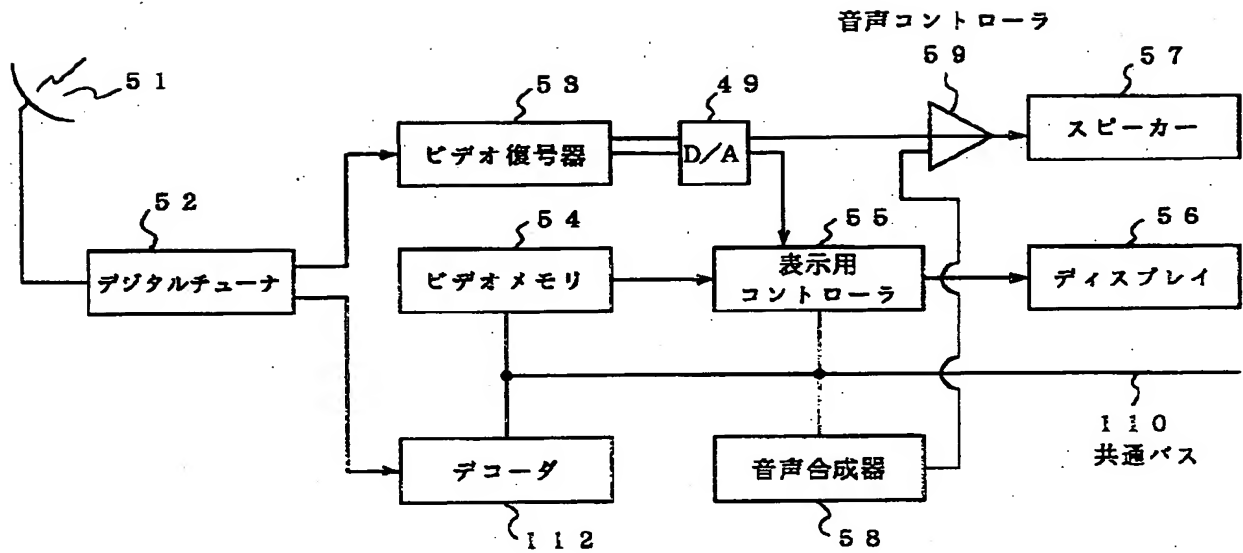 音声コントローラ
５１
５３
４９
５９
５７
ビデオ復号器
D/A
スピーカー
５２
５４
５５
５６
デジタルチューナ
ビデオメモリ
表示用
コントローラ
ディスプレイ
１１０
共通バス
デコーダ
音声合成器
１１２
５８